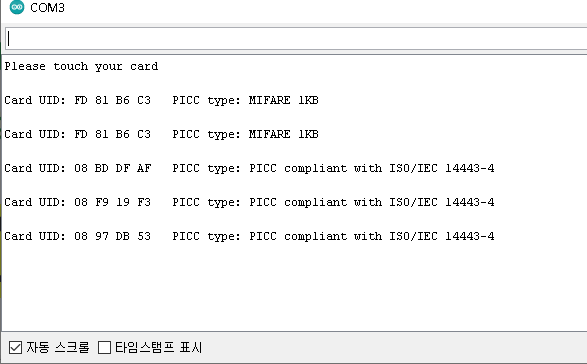 COM3
Please touch your card
Card UID: FD 81 B6 C3 PICC type: MIFARE 1KB
Card UID: FD 81 B6 C3 PICC type: MIFARE 1KB
Card UID: 08 BD DF AF PICC type: PICC compliant with ISO/IEC 14443-4
Card UID: 08 F9 19 F3 PICC type: PICC compliant with ISO/IEC 14443-4
Card UID: 08 97 DB 53 PICC type: PICC compliant with ISO/IEC 14443-4
자동 스크롤 타임스탬프 표시